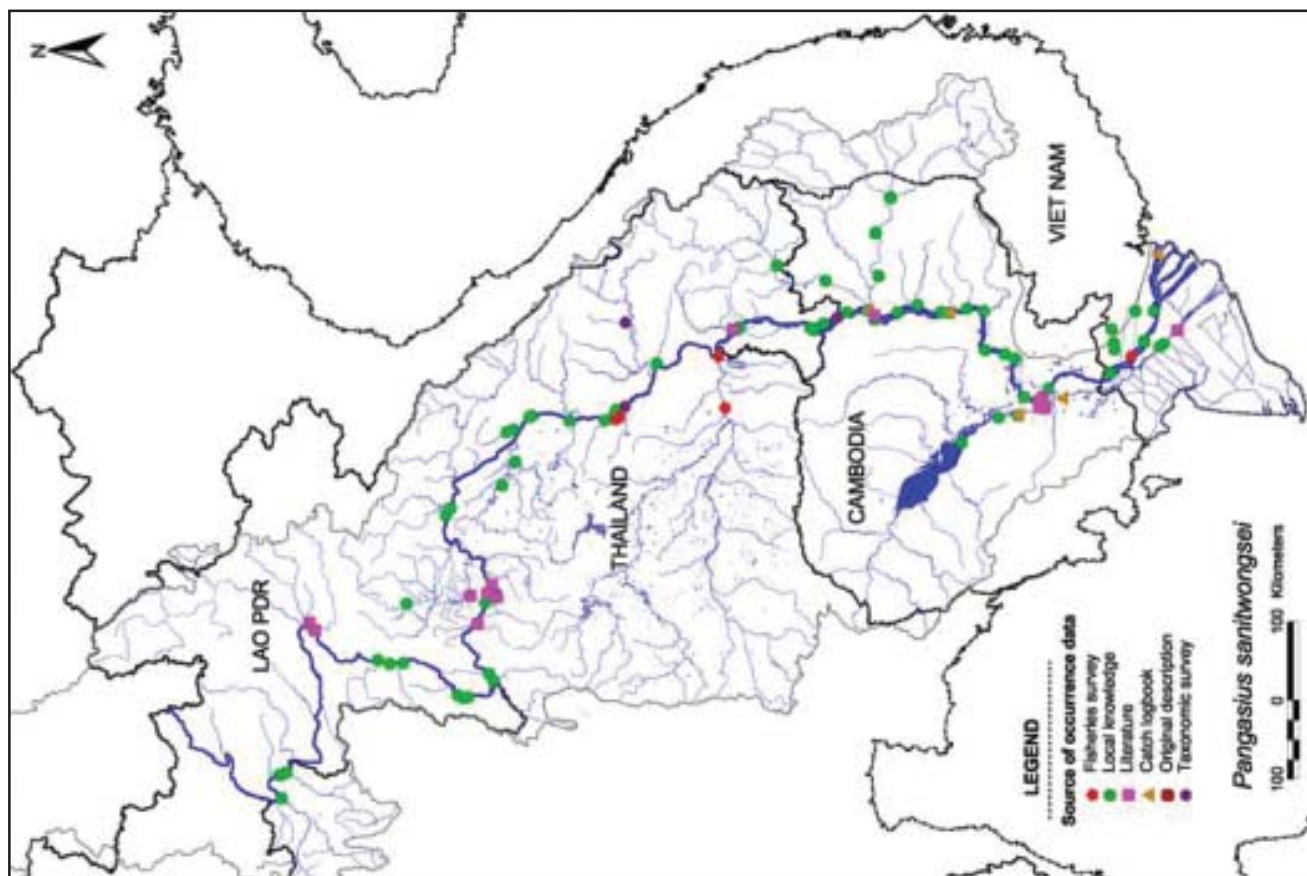 N
LAO PDR
THAILAND
VIET NAM
CAMBODIA
LEGEND
Source of occurrence data
Fisheries survey
Local knowledge
Literature
Catch logbook
Original description
Taxonomic survey
Pangasius sanitwongsei
100 0 100
Kilometers